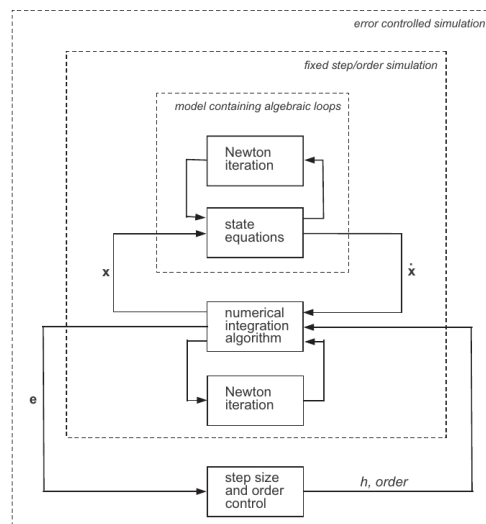 error controlled simulation
fixed step/order simulation
model containing algebraic loops
Newton
iteration
state
equations
x
ẋ
numerical
integration
algorithm
Newton
iteration
e
step size
and order
control
h, order